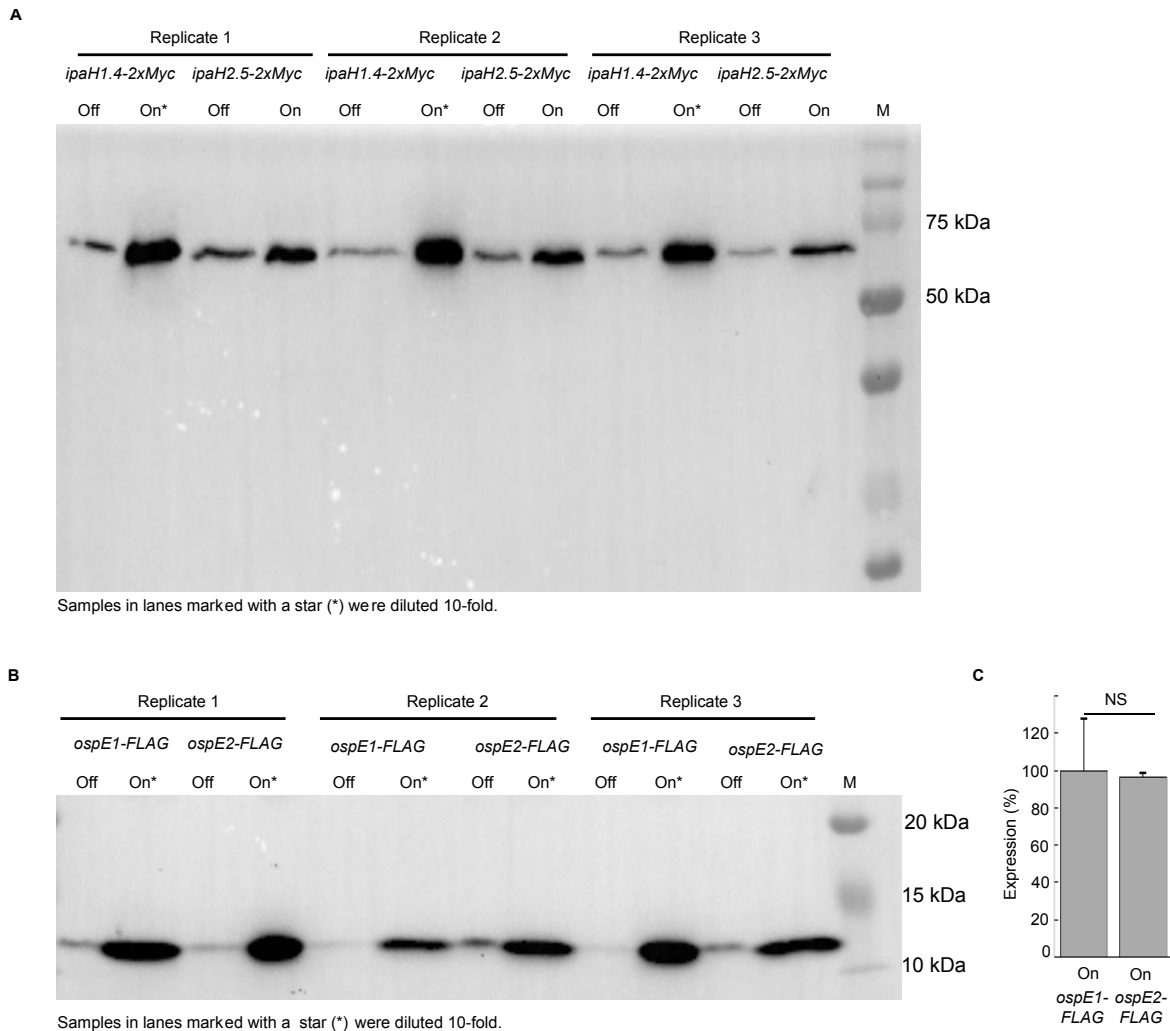 A
Replicate 1 Replicate 2 Replicate 3
ipaH1.4-2xMyc ipaH2.5-2xMyc ipaH1.4-2xMyc ipaH2.5-2xMyc ipaH1.4-2xMyc ipaH2.5-2xMyc
Off On* Off On Off On* Off On Off On* Off On M
75 kDa
50 kDa
Samples in lanes marked with a star (*) were diluted 10-fold.
B
Replicate 1 Replicate 2 Replicate 3
ospE1-FLAG ospE2-FLAG ospE1-FLAG ospE2-FLAG ospE1-FLAG ospE2-FLAG
Off On* Off On* Off On* Off On* Off On* Off On* M
20 kDa
15 kDa
10 kDa
Samples in lanes marked with a star (*) were diluted 10-fold.
C
NS
Expression (%)
120
100
80
60
40
20
0
On On
ospE1- ospE2-
FLAG FLAG